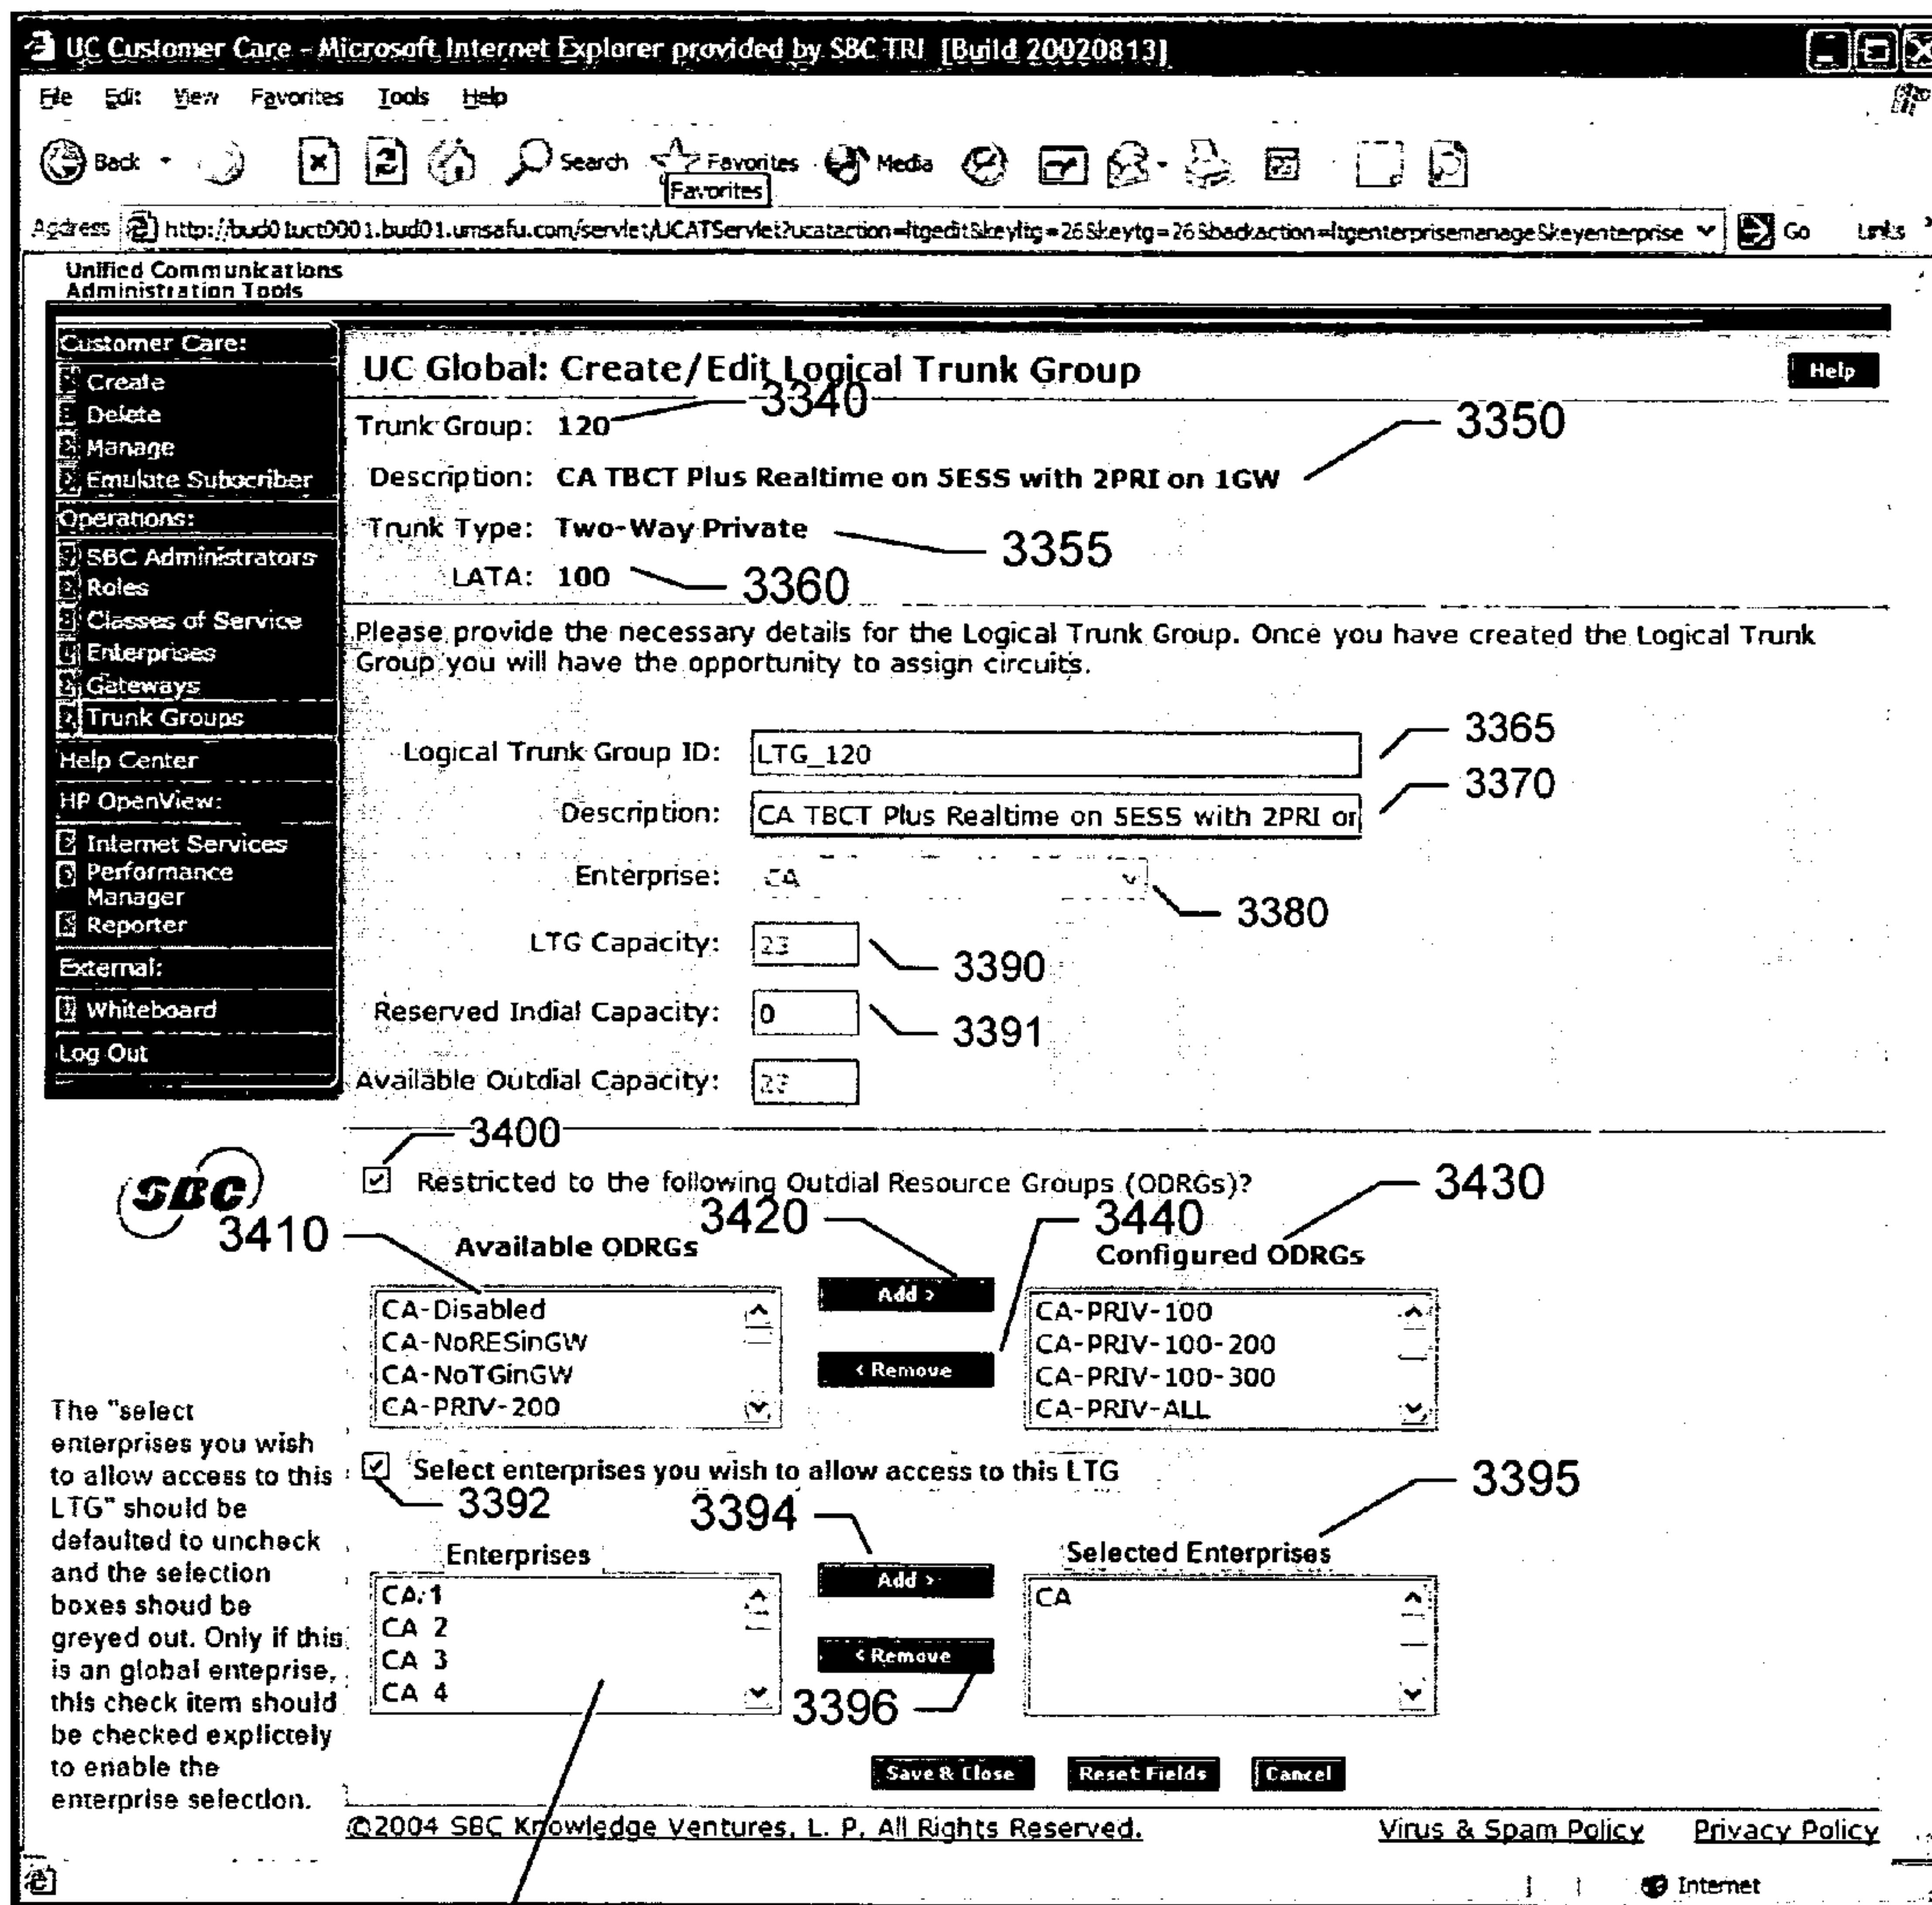 UC Customer Care - Microsoft Internet Explorer provided by SBC TRI [Build 20020813]
File Edit View Favorites Tools Help
Back Search Favorites Media
Favorites
Address http://bud01uct0001.bud01.umsafu.com/servlet/UCATServlet?ucataction=ltgedit&keyltg=26&keytg=26&backaction=ltgenterprisemanage&keyenterprise Go Links »
Unified Communications
Administration Tools
Customer Care:
Create
Delete
Manage
Emulate Subscriber
Operations:
SBC Administrators
Roles
Classes of Service
Enterprises
Gateways
Trunk Groups
Help Center
HP OpenView:
Internet Services
Performance
Manager
Reporter
External:
Whiteboard
Log Out
SBC
The "select
enterprises you wish
to allow access to this
LTG" should be
defaulted to uncheck
and the selection
boxes shoud be
greyed out. Only if this
is an global enteprise,
this check item should
be checked explictely
to enable the
enterprise selection.
UC Global: Create/Edit Logical Trunk Group Help
Trunk Group: 120 3340
3350
Description: CA TBCT Plus Realtime on 5ESS with 2PRI on 1GW
Trunk Type: Two-Way Private 3355
LATA: 100 3360
Please provide the necessary details for the Logical Trunk Group. Once you have created the Logical Trunk
Group you will have the opportunity to assign circuits.
Logical Trunk Group ID: LTG_120 3365
Description: CA TBCT Plus Realtime on 5ESS with 2PRI or 3370
Enterprise: CA 3380
LTG Capacity: 23 3390
Reserved Indial Capacity: 0 3391
Available Outdial Capacity:
3400
Restricted to the following Outdial Resource Groups (ODRGs)? 3430
3410 Available ODRGs 3420 3440 Configured ODRGs
CA-Disabled
CA-NoRESinGW
CA-NoTGinGW
CA-PRIV-200
Add >
< Remove
CA-PRIV-100
CA-PRIV-100-200
CA-PRIV-100-300
CA-PRIV-ALL
Select enterprises you wish to allow access to this LTG
3392 3394 3395
Enterprises Selected Enterprises
CA 1
CA 2
CA 3
CA 4
Add >
< Remove
3396
CA
Save & Close Reset Fields Cancel
©2004 SBC Knowledge Ventures, L. P. All Rights Reserved. Virus & Spam Policy Privacy Policy
Internet